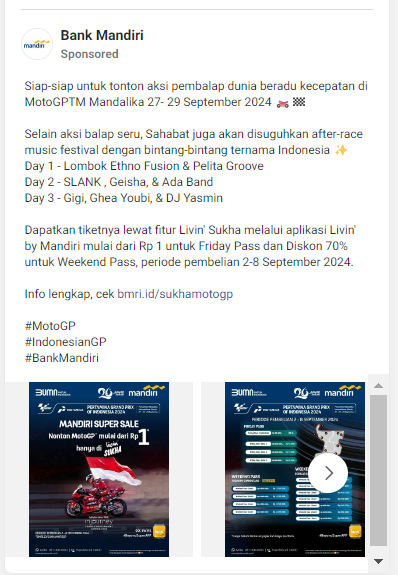 mandiri
Bank Mandiri
Sponsored
Siap-siap untuk tonton aksi pembalap dunia beradu kecepatan di
MotoGPTM Mandalika 27- 29 September 2024 🏍️ 🏁
Selain aksi balap seru, Sahabat juga akan disuguhkan after-race
music festival dengan bintang-bintang ternama Indonesia ✨
Day 1 - Lombok Ethno Fusion & Pelita Groove
Day 2 - SLANK , Geisha, & Ada Band
Day 3 - Gigi, Ghea Youbi, & DJ Yasmin
Dapatkan tiketnya lewat fitur Livin' Sukha melalui aplikasi Livin'
by Mandiri mulai dari Rp 1 untuk Friday Pass dan Diskon 70%
untuk Weekend Pass, periode pembelian 2-8 September 2024.
Info lengkap, cek bmri.id/sukhamotogp
#MotoGP
#IndonesianGP
#BankMandiri
BUMN mandiri
PERTAMINA GRAND PRIX
OF INDONESIA 2024
MANDIRI SUPER SALE
Nonton MotoGP™ mulai dari Rp 1
hanya di livin' SUKHA
BUMN mandiri
PERTAMINA GRAND PRIX
OF INDONESIA 2024
FRIDAY PASS
WEEKEND PASS